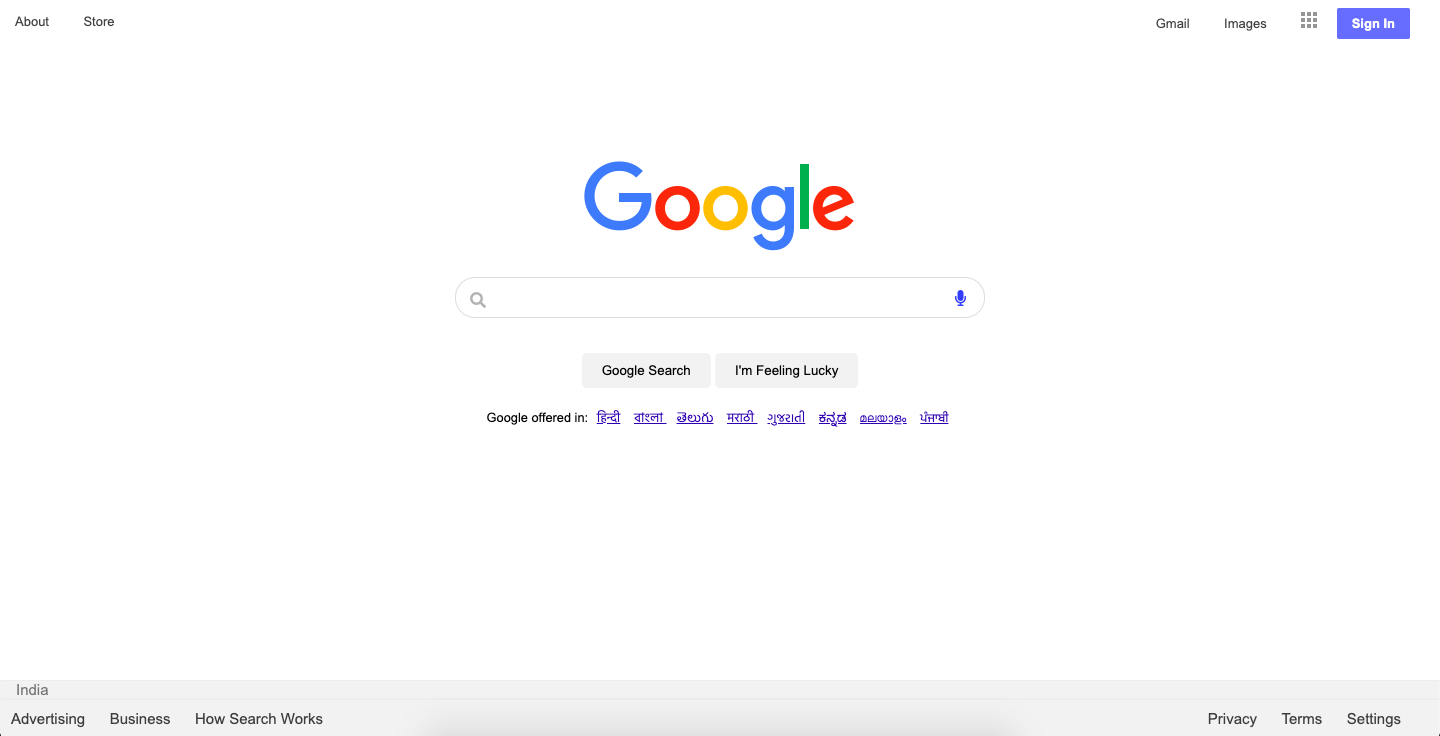 About Store Gmail Images Sign In
Google
Google Search I'm Feeling Lucky
Google offered in: हिन्दी বাংলা తెలుగు मराठी ગુજરાતી ಕನ್ನಡ മലയാളം ਪੰਜਾਬੀ
India
Advertising Business How Search Works Privacy Terms Settings